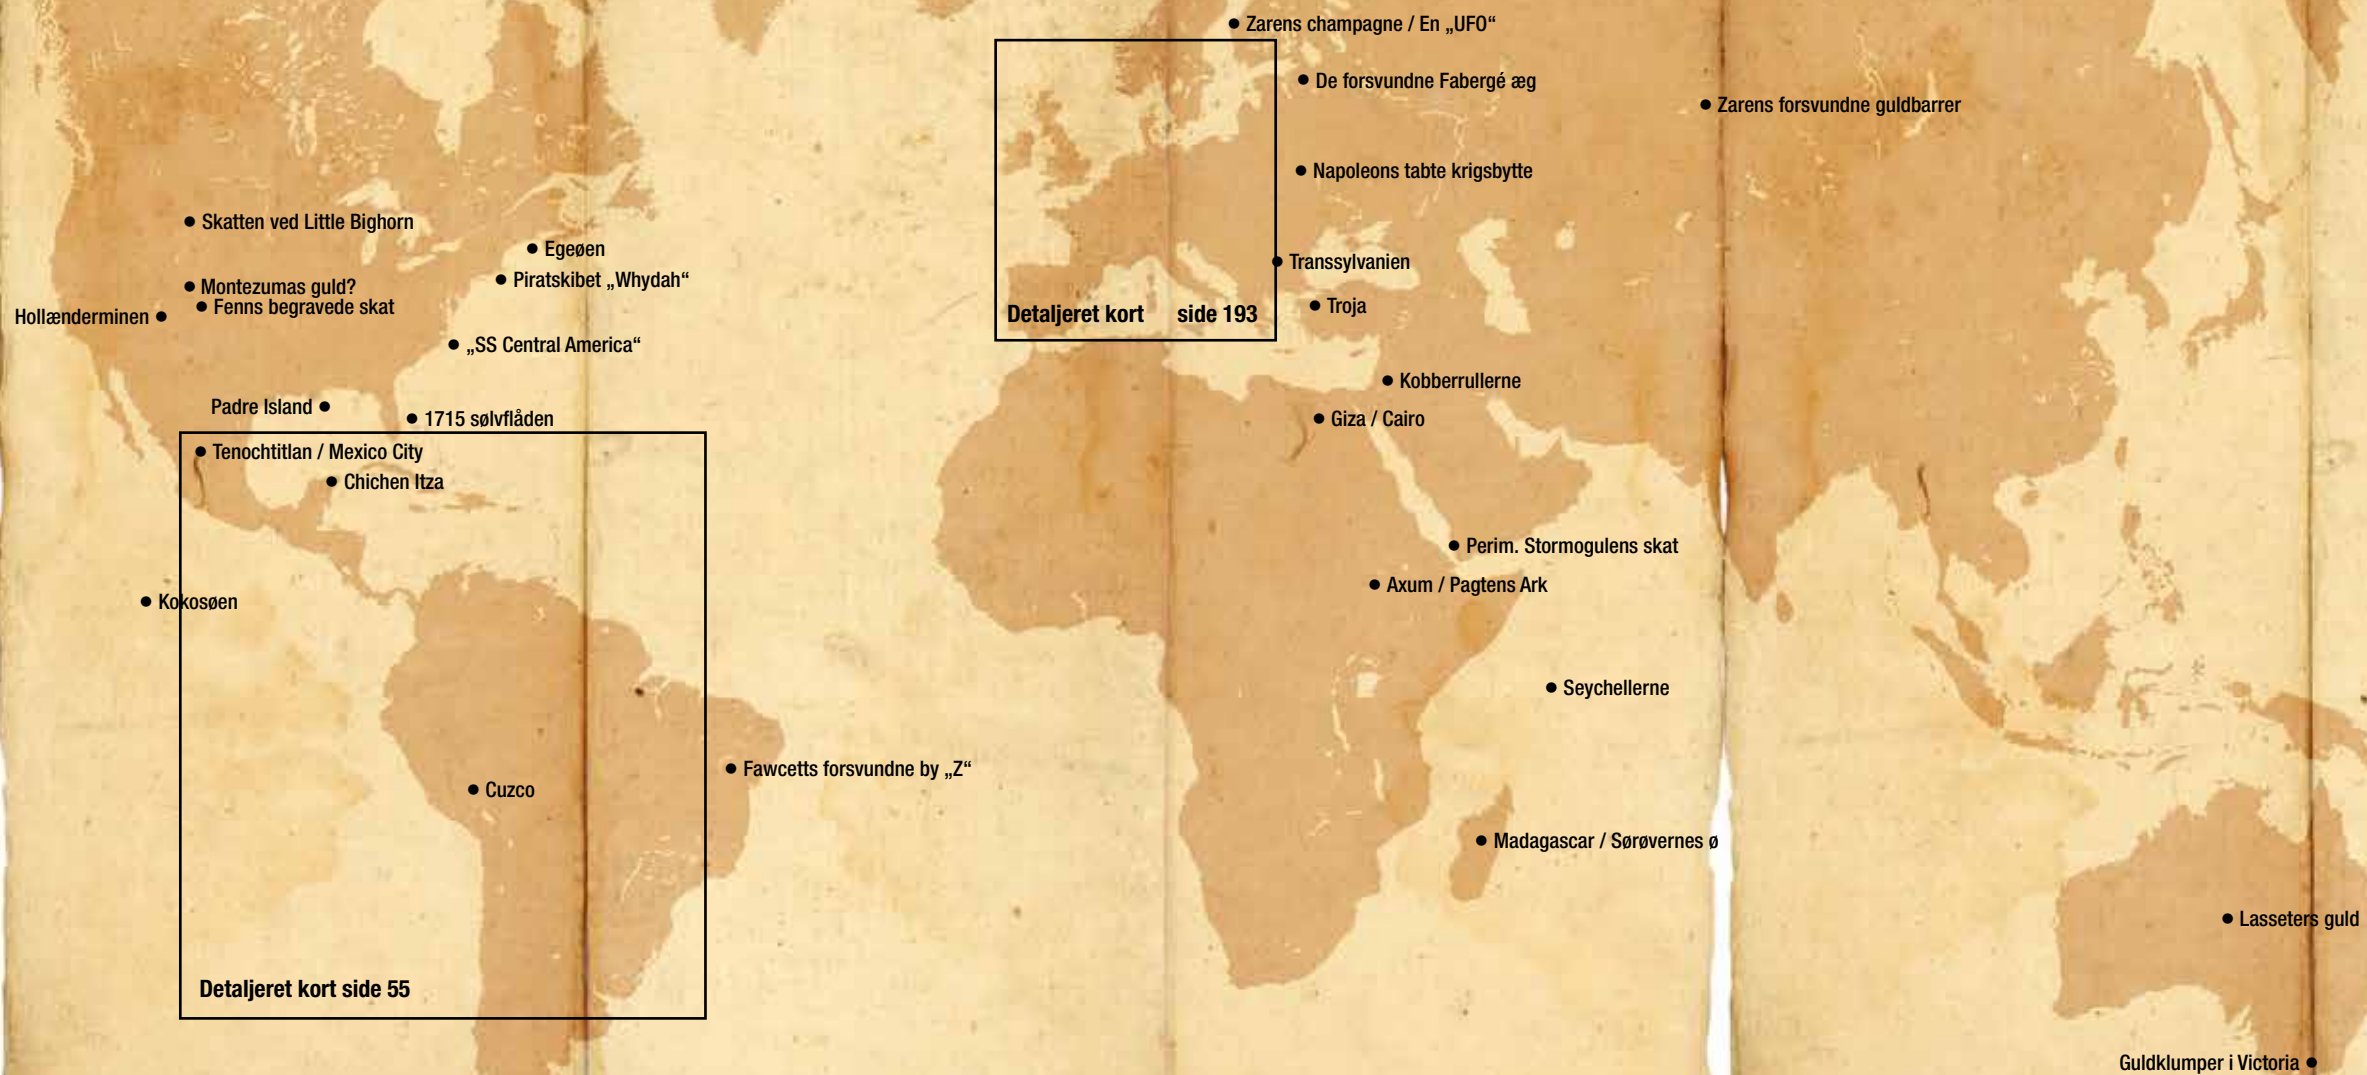 Zarens champagne / En „UFO“
De forsvundne Fabergé æg
Zarens forsvundne guldbarrer
Napoleons tabte krigsbytte
Skatten ved Little Bighorn
Egeøen
Transsylvanien
Piratskibet „Whydah“
Montezumas guld?
Fenns begravede skat
Troja
Detaljeret kort side 193
Hollænderminen
„SS Central America“
Kobberrullerne
Padre Island
1715 sølvflåden
Giza / Cairo
Tenochtitlan / Mexico City
Chichen Itza
Perim. Stormogulens skat
Axum / Pagtens Ark
Kokosøen
Seychellerne
Fawcetts forsvundne by „Z“
Cuzco
Madagascar / Sørøvernes ø
Lasseters guld
Detaljeret kort side 55
Guldklumper i Victoria